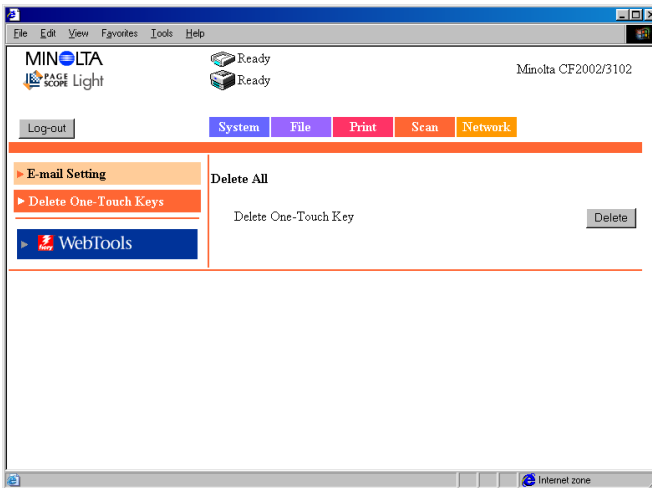 File Edit View Favorites Tools Help
MINOLTA
PAGE SCOPE Light
Ready
Ready
Minolta CF2002/3102
Log-out
System File Print Scan Network
E-mail Setting
Delete One-Touch Keys
WebTools
Delete All
Delete One-Touch Key
Delete
Internet zone